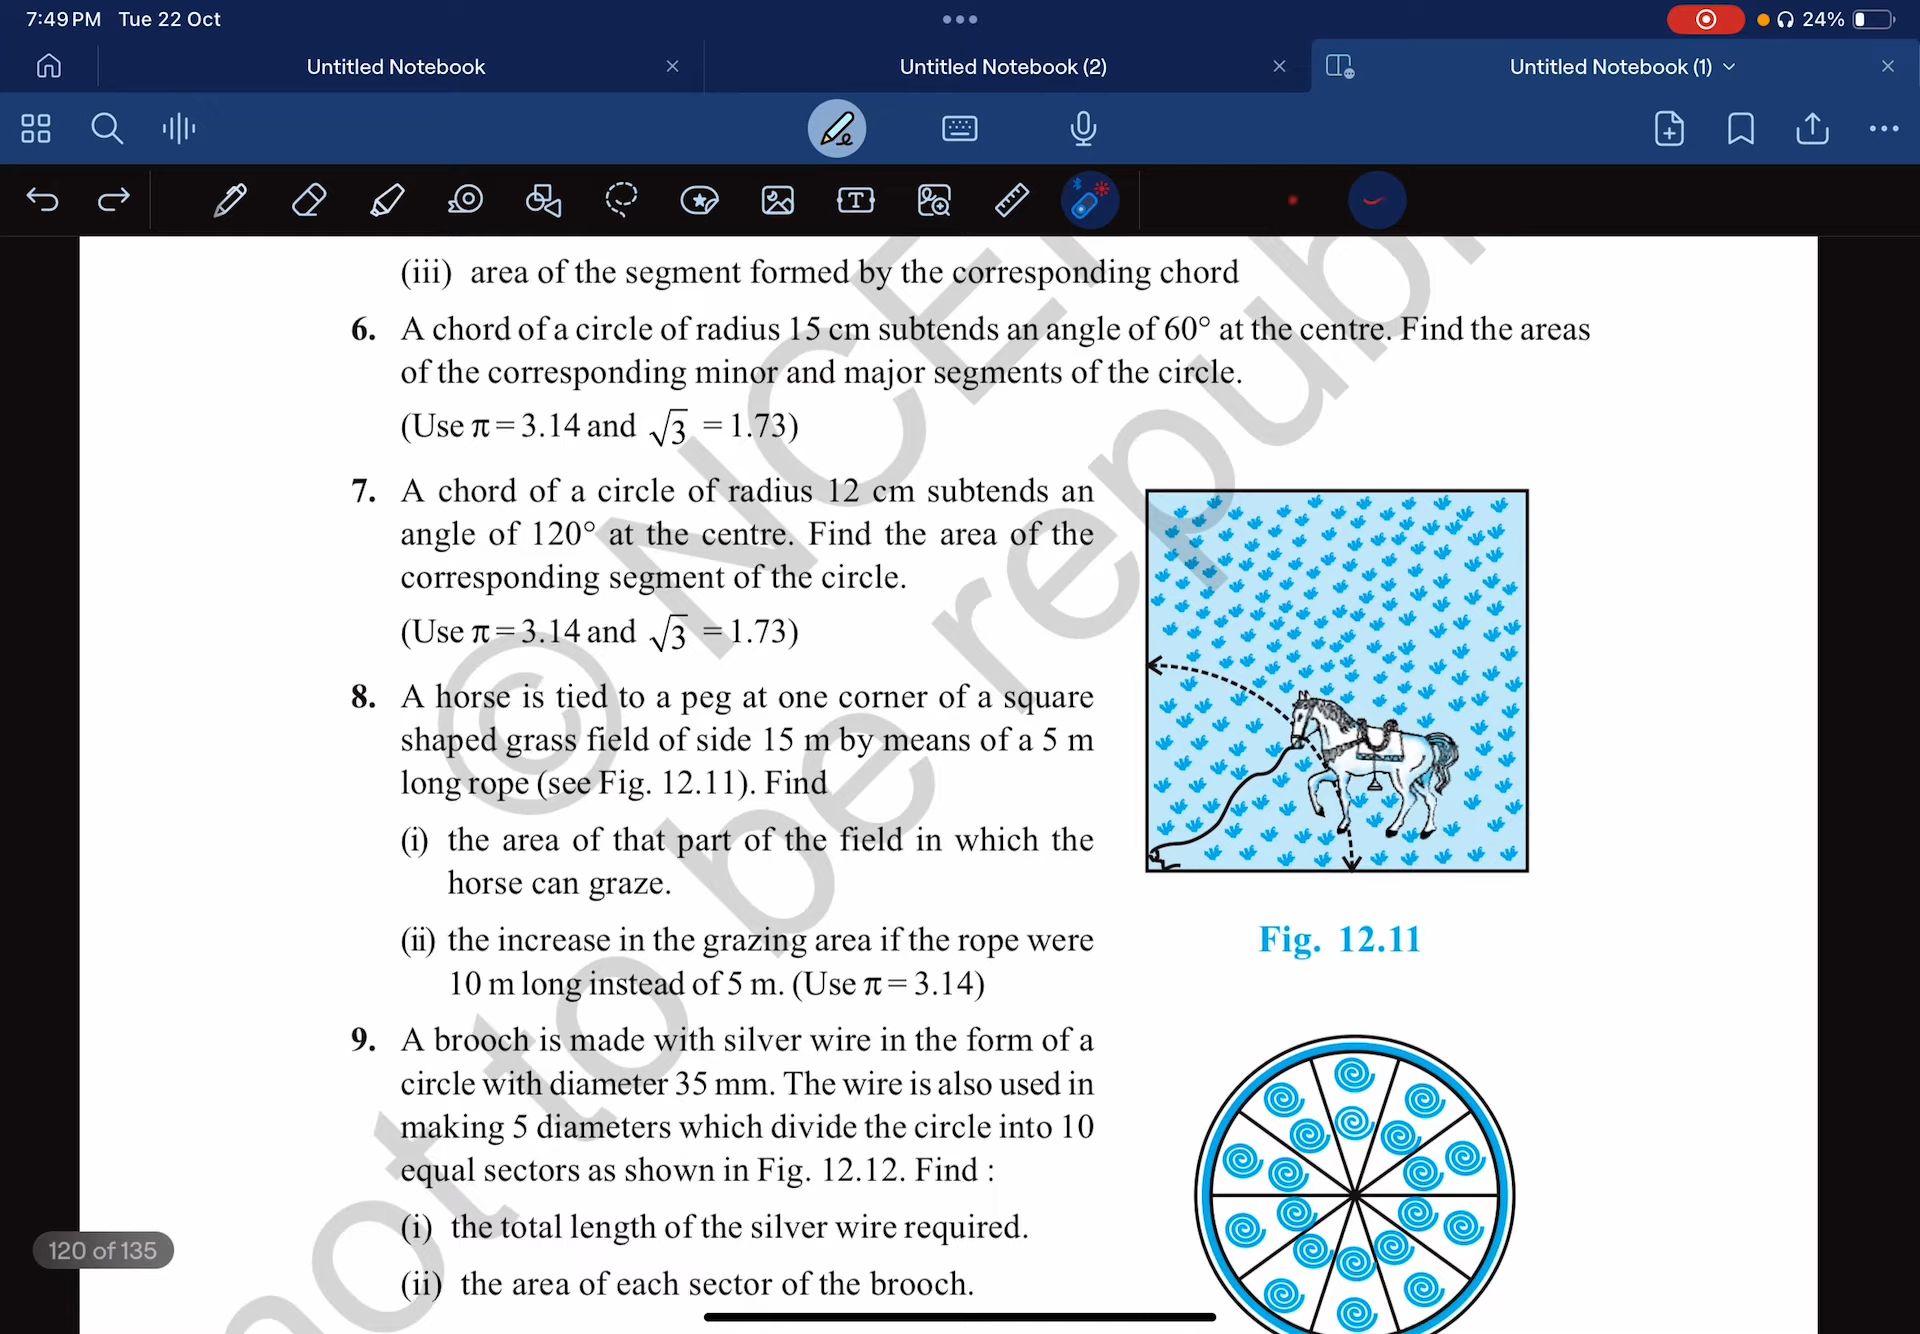 7:49 PM Tue 22 Oct
24%
Untitled Notebook
Untitled Notebook (2)
Untitled Notebook (1)
(iii) area of the segment formed by the corresponding chord
6. A chord of a circle of radius 15 cm subtends an angle of 60° at the centre. Find the areas
of the corresponding minor and major segments of the circle.
(Use π = 3.14 and √3 = 1.73)
7. A chord of a circle of radius 12 cm subtends an
angle of 120° at the centre. Find the area of the
corresponding segment of the circle.
(Use π = 3.14 and √3 = 1.73)
8. A horse is tied to a peg at one corner of a square
shaped grass field of side 15 m by means of a 5 m
long rope (see Fig. 12.11). Find
(i) the area of that part of the field in which the
horse can graze.
(ii) the increase in the grazing area if the rope were
10 m long instead of 5 m. (Use π = 3.14)
Fig. 12.11
9. A brooch is made with silver wire in the form of a
circle with diameter 35 mm. The wire is also used in
making 5 diameters which divide the circle into 10
equal sectors as shown in Fig. 12.12. Find :
(i) the total length of the silver wire required.
(ii) the area of each sector of the brooch.
120 of 135
©
not to be